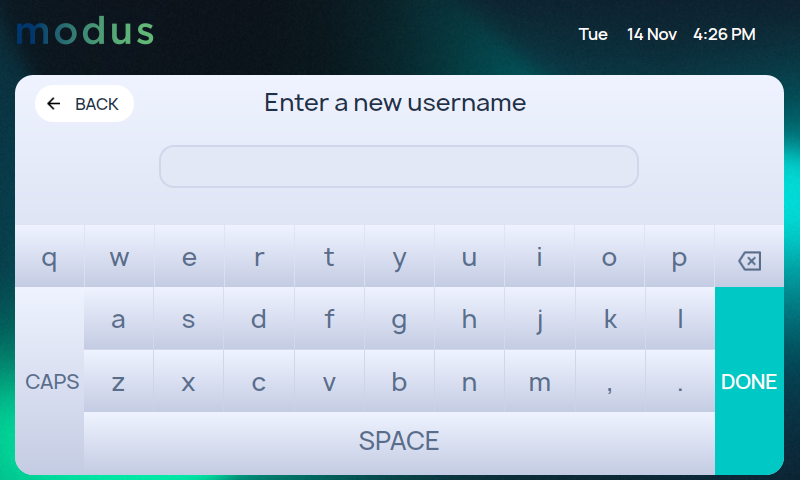 modus
Tue 14 Nov 4:26 PM
BACK
Enter a new username
q w e r t y u i o p
a s d f g h j k l
CAPS z x c v b n m , . DONE
SPACE